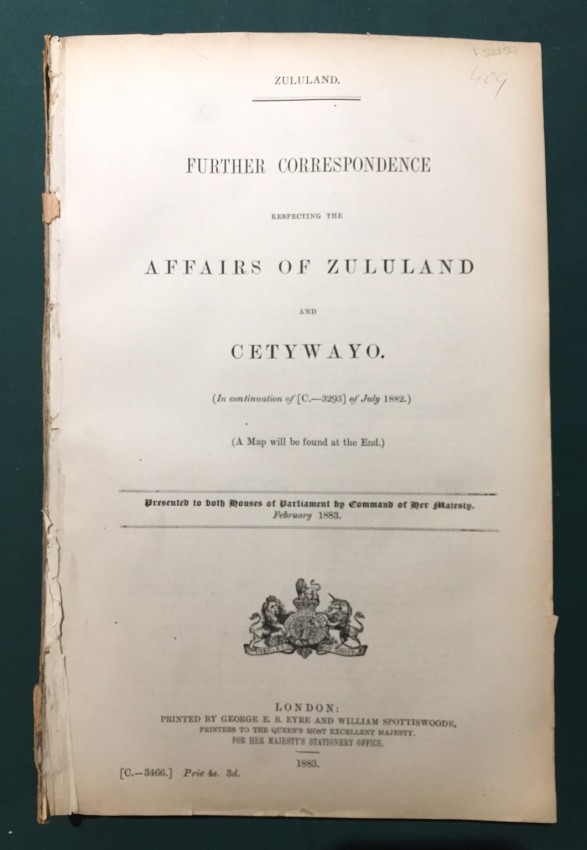 409
ZULULAND.
FURTHER CORRESPONDENCE
RESPECTING THE
AFFAIRS OF ZULULAND
AND
CETYWAYO.
(In continuation of [C.—3293] of July 1882.)
(A Map will be found at the End.)
Presented to both Houses of Parliament by Command of Her Majesty.
February 1883.
LONDON:
PRINTED BY GEORGE E. B. EYRE AND WILLIAM SPOTTISWOODE,
PRINTERS TO THE QUEEN'S MOST EXCELLENT MAJESTY.
FOR HER MAJESTY'S STATIONERY OFFICE.
1883.
[C.—3466.] Pric 4s. 3d.